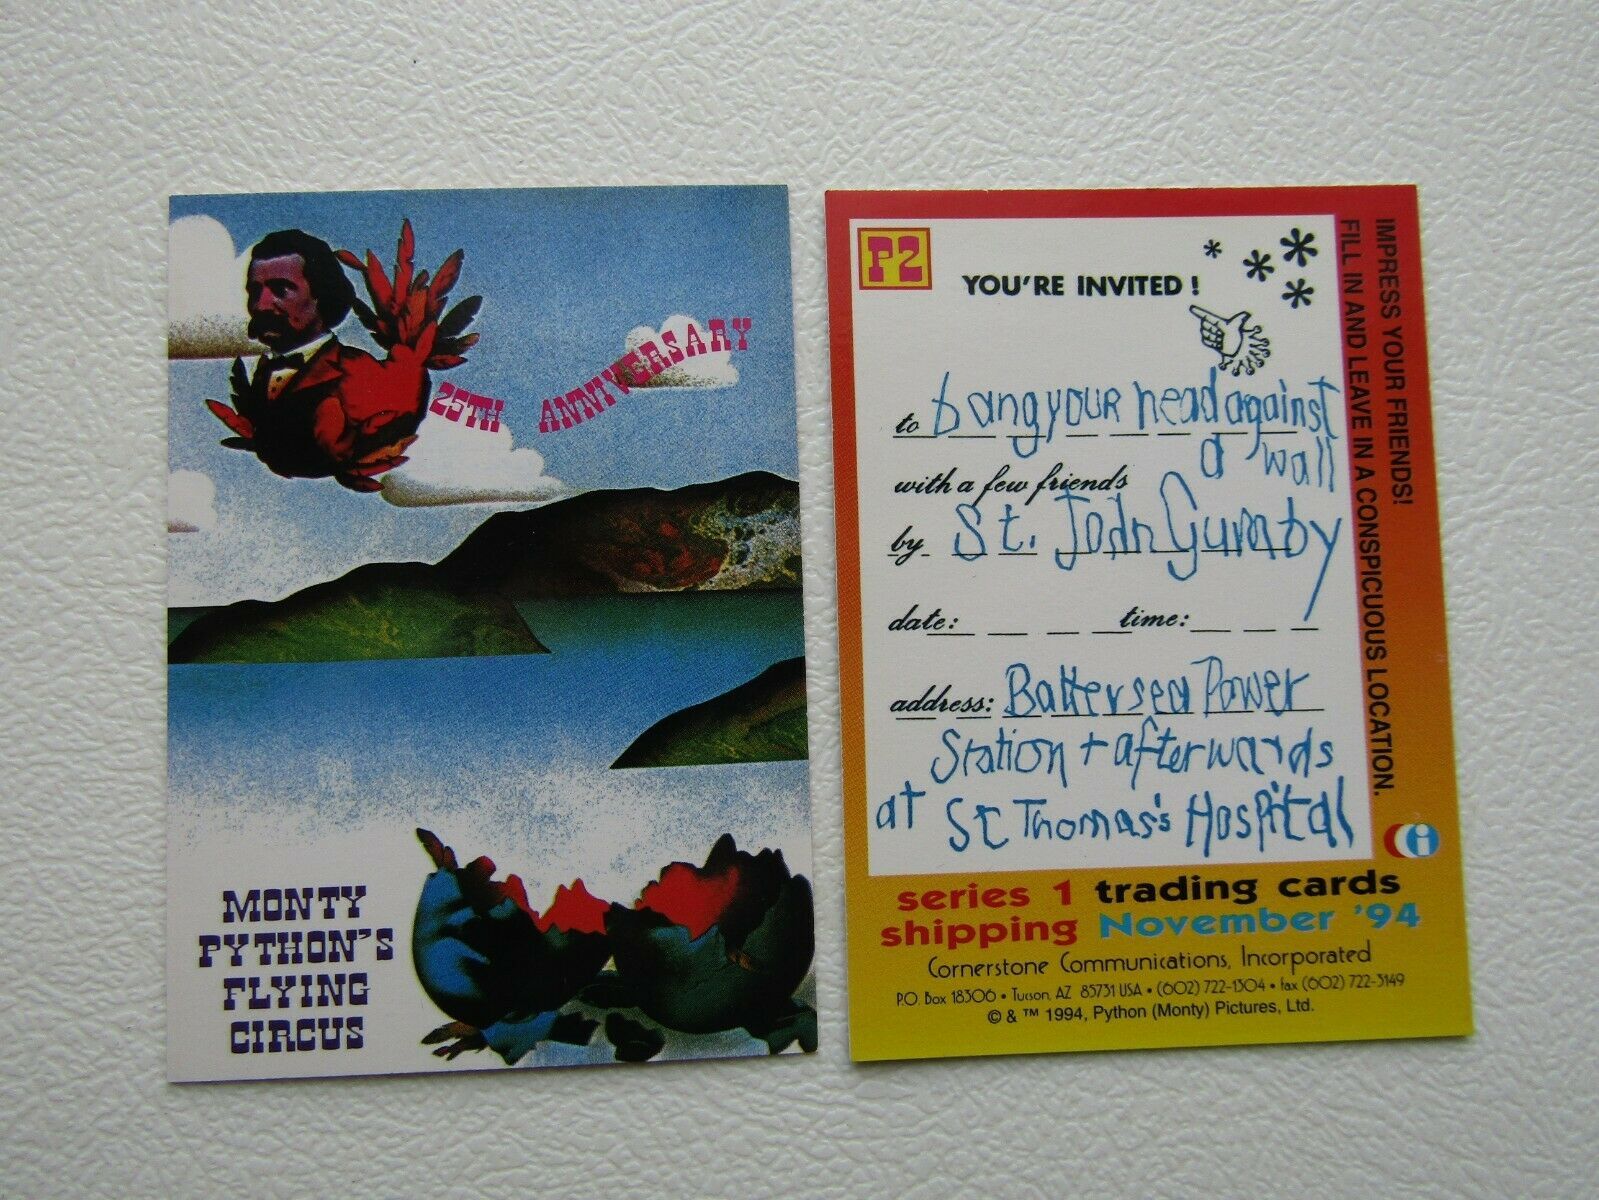 25TH ANNIVERSARY
MONTY
PYTHON'S
FLYING
CIRCUS
P2
YOU'RE INVITED!
to bang your head against
a wall
with a few friends
by St. John Gumby
date: time:
address: Battersea Power
Station + afterwards
at St Thomas's Hospital
IMPRESS YOUR FRIENDS!
FILL IN AND LEAVE IN A CONSPICUOUS LOCATION.
Ci
series 1 trading cards
shipping November '94
Cornerstone Communications, Incorporated
P.O. Box 18306 • Tucson, AZ 85731 USA • (602) 722-1304 • fax (602) 722-3149
© & ™ 1994, Python (Monty) Pictures, Ltd.